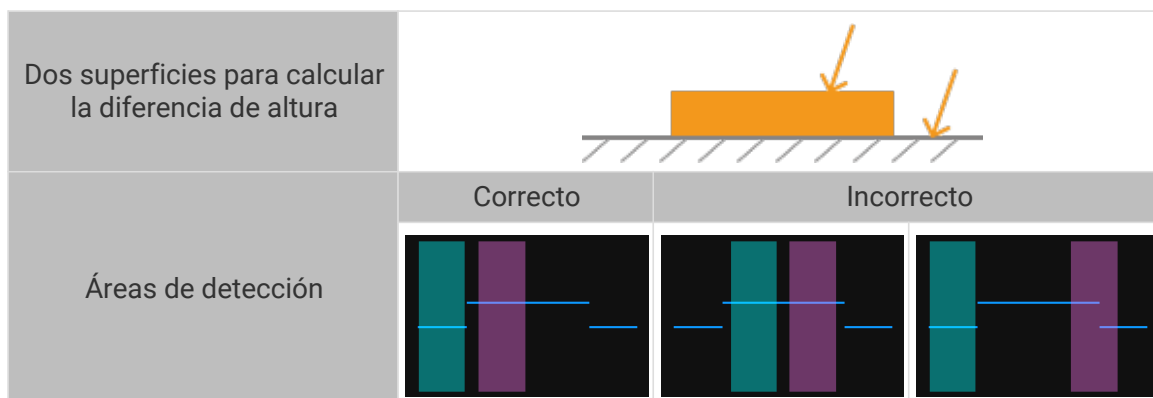 Dos superficies para calcular
la diferencia de altura
Correcto
Incorrecto
Áreas de detección